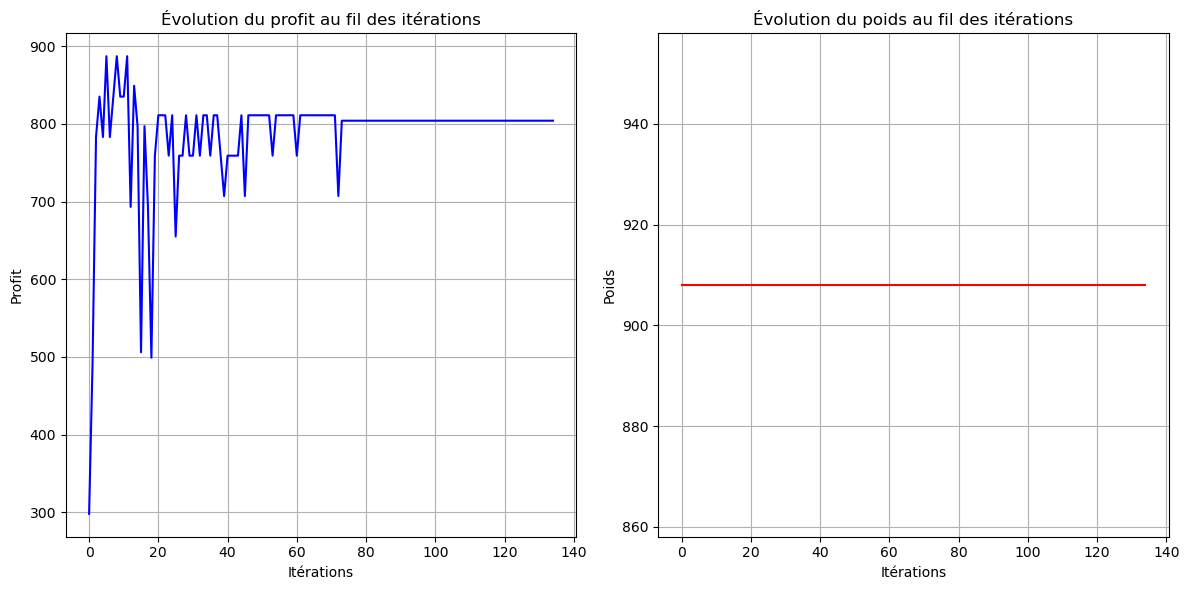 Évolution du profit au fil des itérations
900
800
700
600
500
400
300
Profit
0 20 40 60 80 100 120 140
Itérations
Évolution du poids au fil des itérations
940
920
900
880
860
Poids
0 20 40 60 80 100 120 140
Itérations